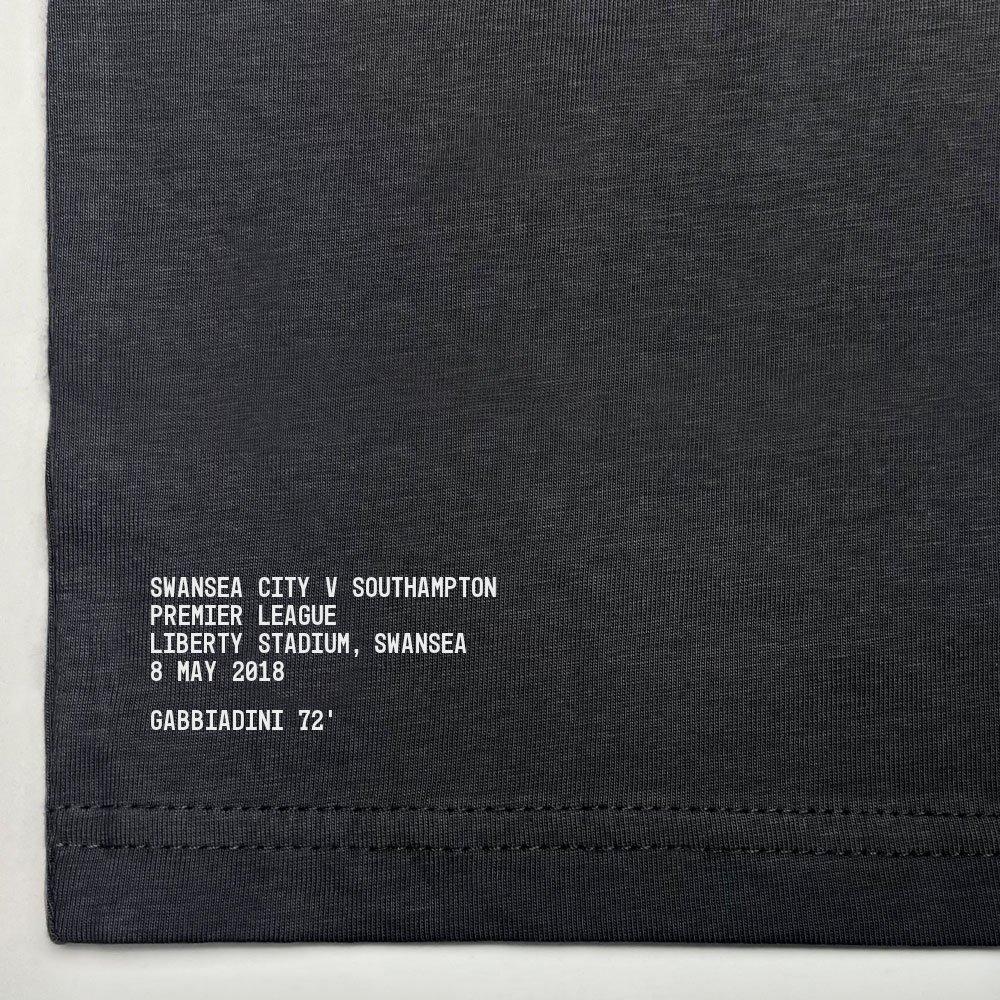 SWANSEA CITY V SOUTHAMPTON
PREMIER LEAGUE
LIBERTY STADIUM, SWANSEA
8 MAY 2018
GABBIADINI 72'